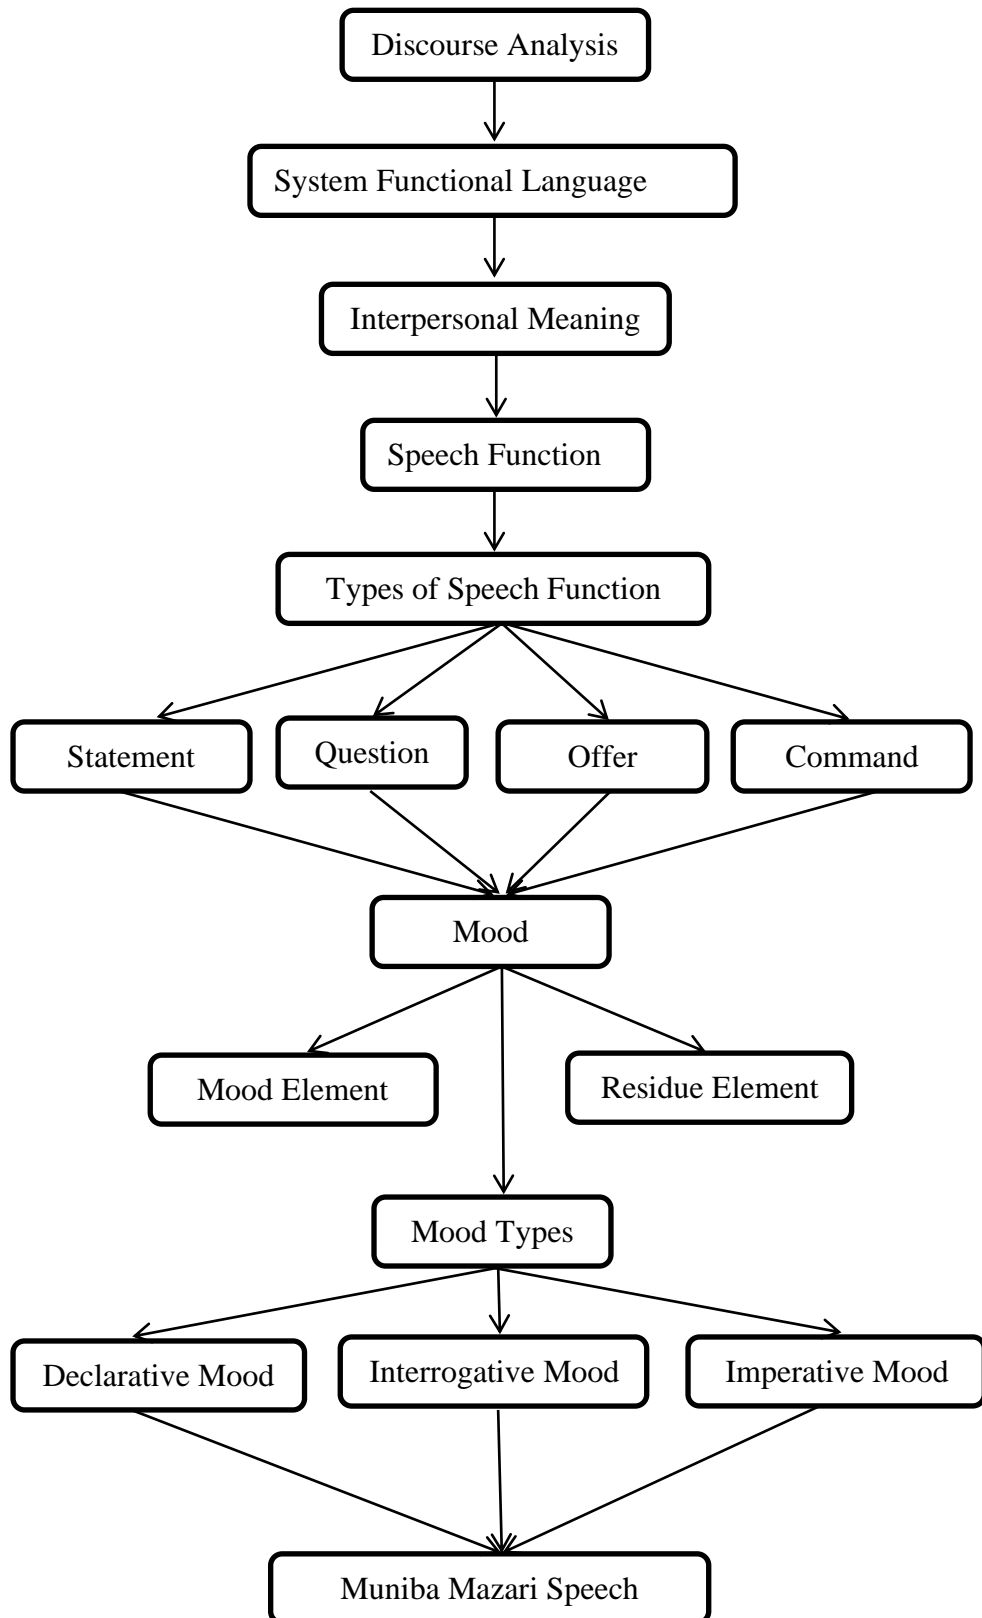 Discourse Analysis
System Functional Language
Interpersonal Meaning
Speech Function
Types of Speech Function
Statement
Question
Offer
Command
Mood
Mood Element
Residue Element
Mood Types
Declarative Mood
Interrogative Mood
Imperative Mood
Muniba Mazari Speech